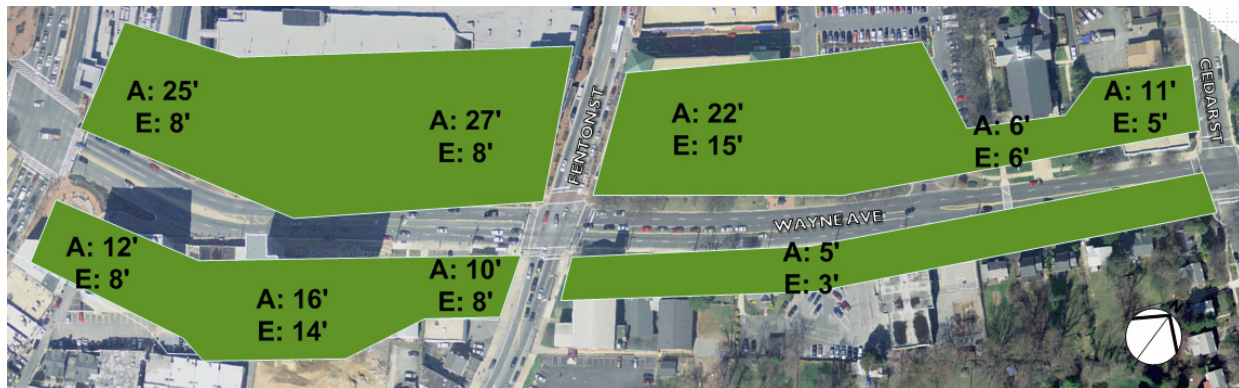 A: 25'
E: 8'
A: 27'
E: 8'
FENTON ST
A: 22'
E: 15'
A: 6'
E: 6'
A: 11'
E: 5'
CEDAR ST
WAYNE AVE
A: 12'
E: 8'
A: 16'
E: 14'
A: 10'
E: 8'
A: 5'
E: 3'
N